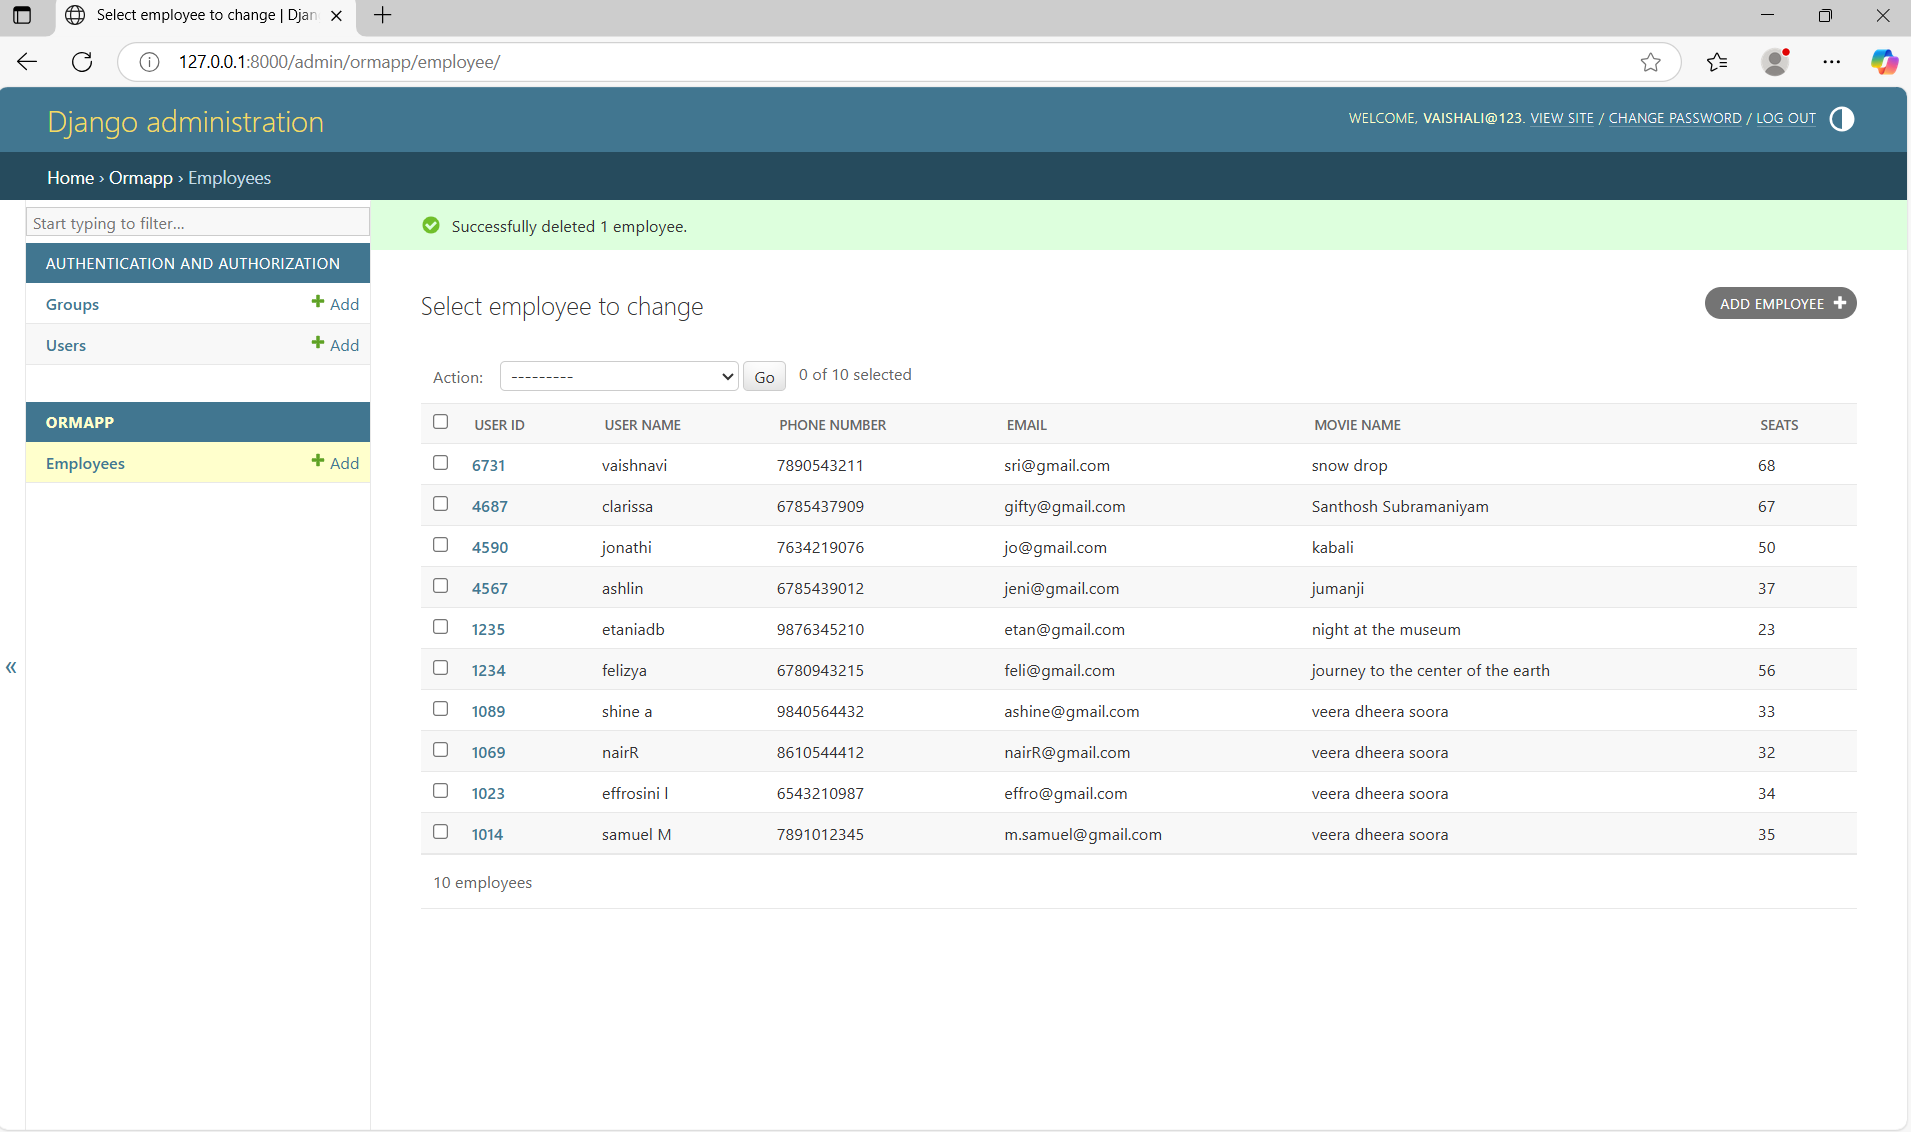 Select employee to change | Djan
127.0.0.1:8000/admin/ormapp/employee/
Django administration
WELCOME, VAISHALI@123. VIEW SITE / CHANGE PASSWORD / LOG OUT
Home › Ormapp › Employees
Start typing to filter...
AUTHENTICATION AND AUTHORIZATION
Groups + Add
Users + Add
ORMAPP
Employees + Add
«
Successfully deleted 1 employee.
Select employee to change
ADD EMPLOYEE +
Action: --------- Go 0 of 10 selected
USER ID USER NAME PHONE NUMBER EMAIL MOVIE NAME SEATS
6731 vaishnavi 7890543211 sri@gmail.com snow drop 68
4687 clarissa 6785437909 gifty@gmail.com Santhosh Subramaniyam 67
4590 jonathi 7634219076 jo@gmail.com kabali 50
4567 ashlin 6785439012 jeni@gmail.com jumanji 37
1235 etaniadb 9876345210 etan@gmail.com night at the museum 23
1234 felizya 6780943215 feli@gmail.com journey to the center of the earth 56
1089 shine a 9840564432 ashine@gmail.com veera dheera soora 33
1069 nairR 8610544412 nairR@gmail.com veera dheera soora 32
1023 effrosini l 6543210987 effro@gmail.com veera dheera soora 34
1014 samuel M 7891012345 m.samuel@gmail.com veera dheera soora 35
10 employees